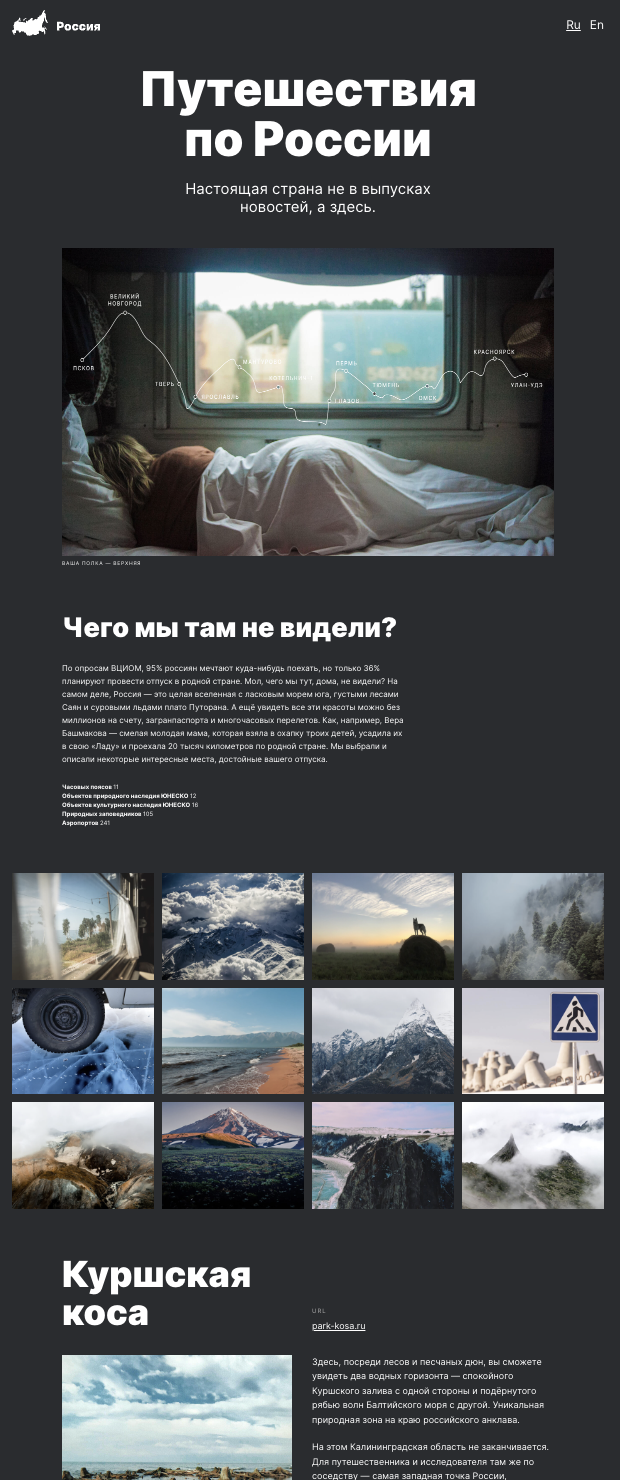 Россия
Ru En
Путешествия
по России
Настоящая страна не в выпусках
новостей, а здесь.
ВЕЛИКИЙ
НОВГОРОД
ПСКОВ
ТВЕРЬ
ЯРОСЛАВЛЬ
ПЕРМЬ
ГЛАЗОВ
ТЮМЕНЬ
ОМСК
КРАСНОЯРСК
УЛАН-УДЭ
ВАША ПОЛКА — ВЕРХНЯЯ
Чего мы там не видели?
По опросам ВЦИОМ, 95% россиян мечтают куда-нибудь поехать, но только 36%
планируют провести отпуск в родной стране. Мол, чего мы тут, дома, не видели? На
самом деле, Россия — это целая вселенная с ласковым морем юга, густыми лесами
Саян и суровыми льдами плато Путорана. А ещё увидеть все эти красоты можно без
миллионов на счету, загранпаспорта и многочасовых перелетов. Как, например, Вера
Башмакова — смелая молодая мама, которая взяла в охапку троих детей, усадила их
в свою «Ладу» и проехала 20 тысяч километров по родной стране. Мы выбрали и
описали некоторые интересные места, достойные вашего отпуска.
Часовых поясов 11
Объектов природного наследия ЮНЕСКО 12
Объектов культурного наследия ЮНЕСКО 18
Природных заповедников 105
Аэропортов 241
Куршская
коса
URL
park-kosa.ru
Здесь, посреди лесов и песчаных дюн, вы сможете
увидеть два водных горизонта — спокойного
Куршского залива с одной стороны и подёрнутого
рябью волн Балтийского моря с другой. Уникальная
природная зона на краю российского анклава.
На этом Калининградская область не заканчивается.
Для путешественника и исследователя там же по
соседству — самая западная точка России,